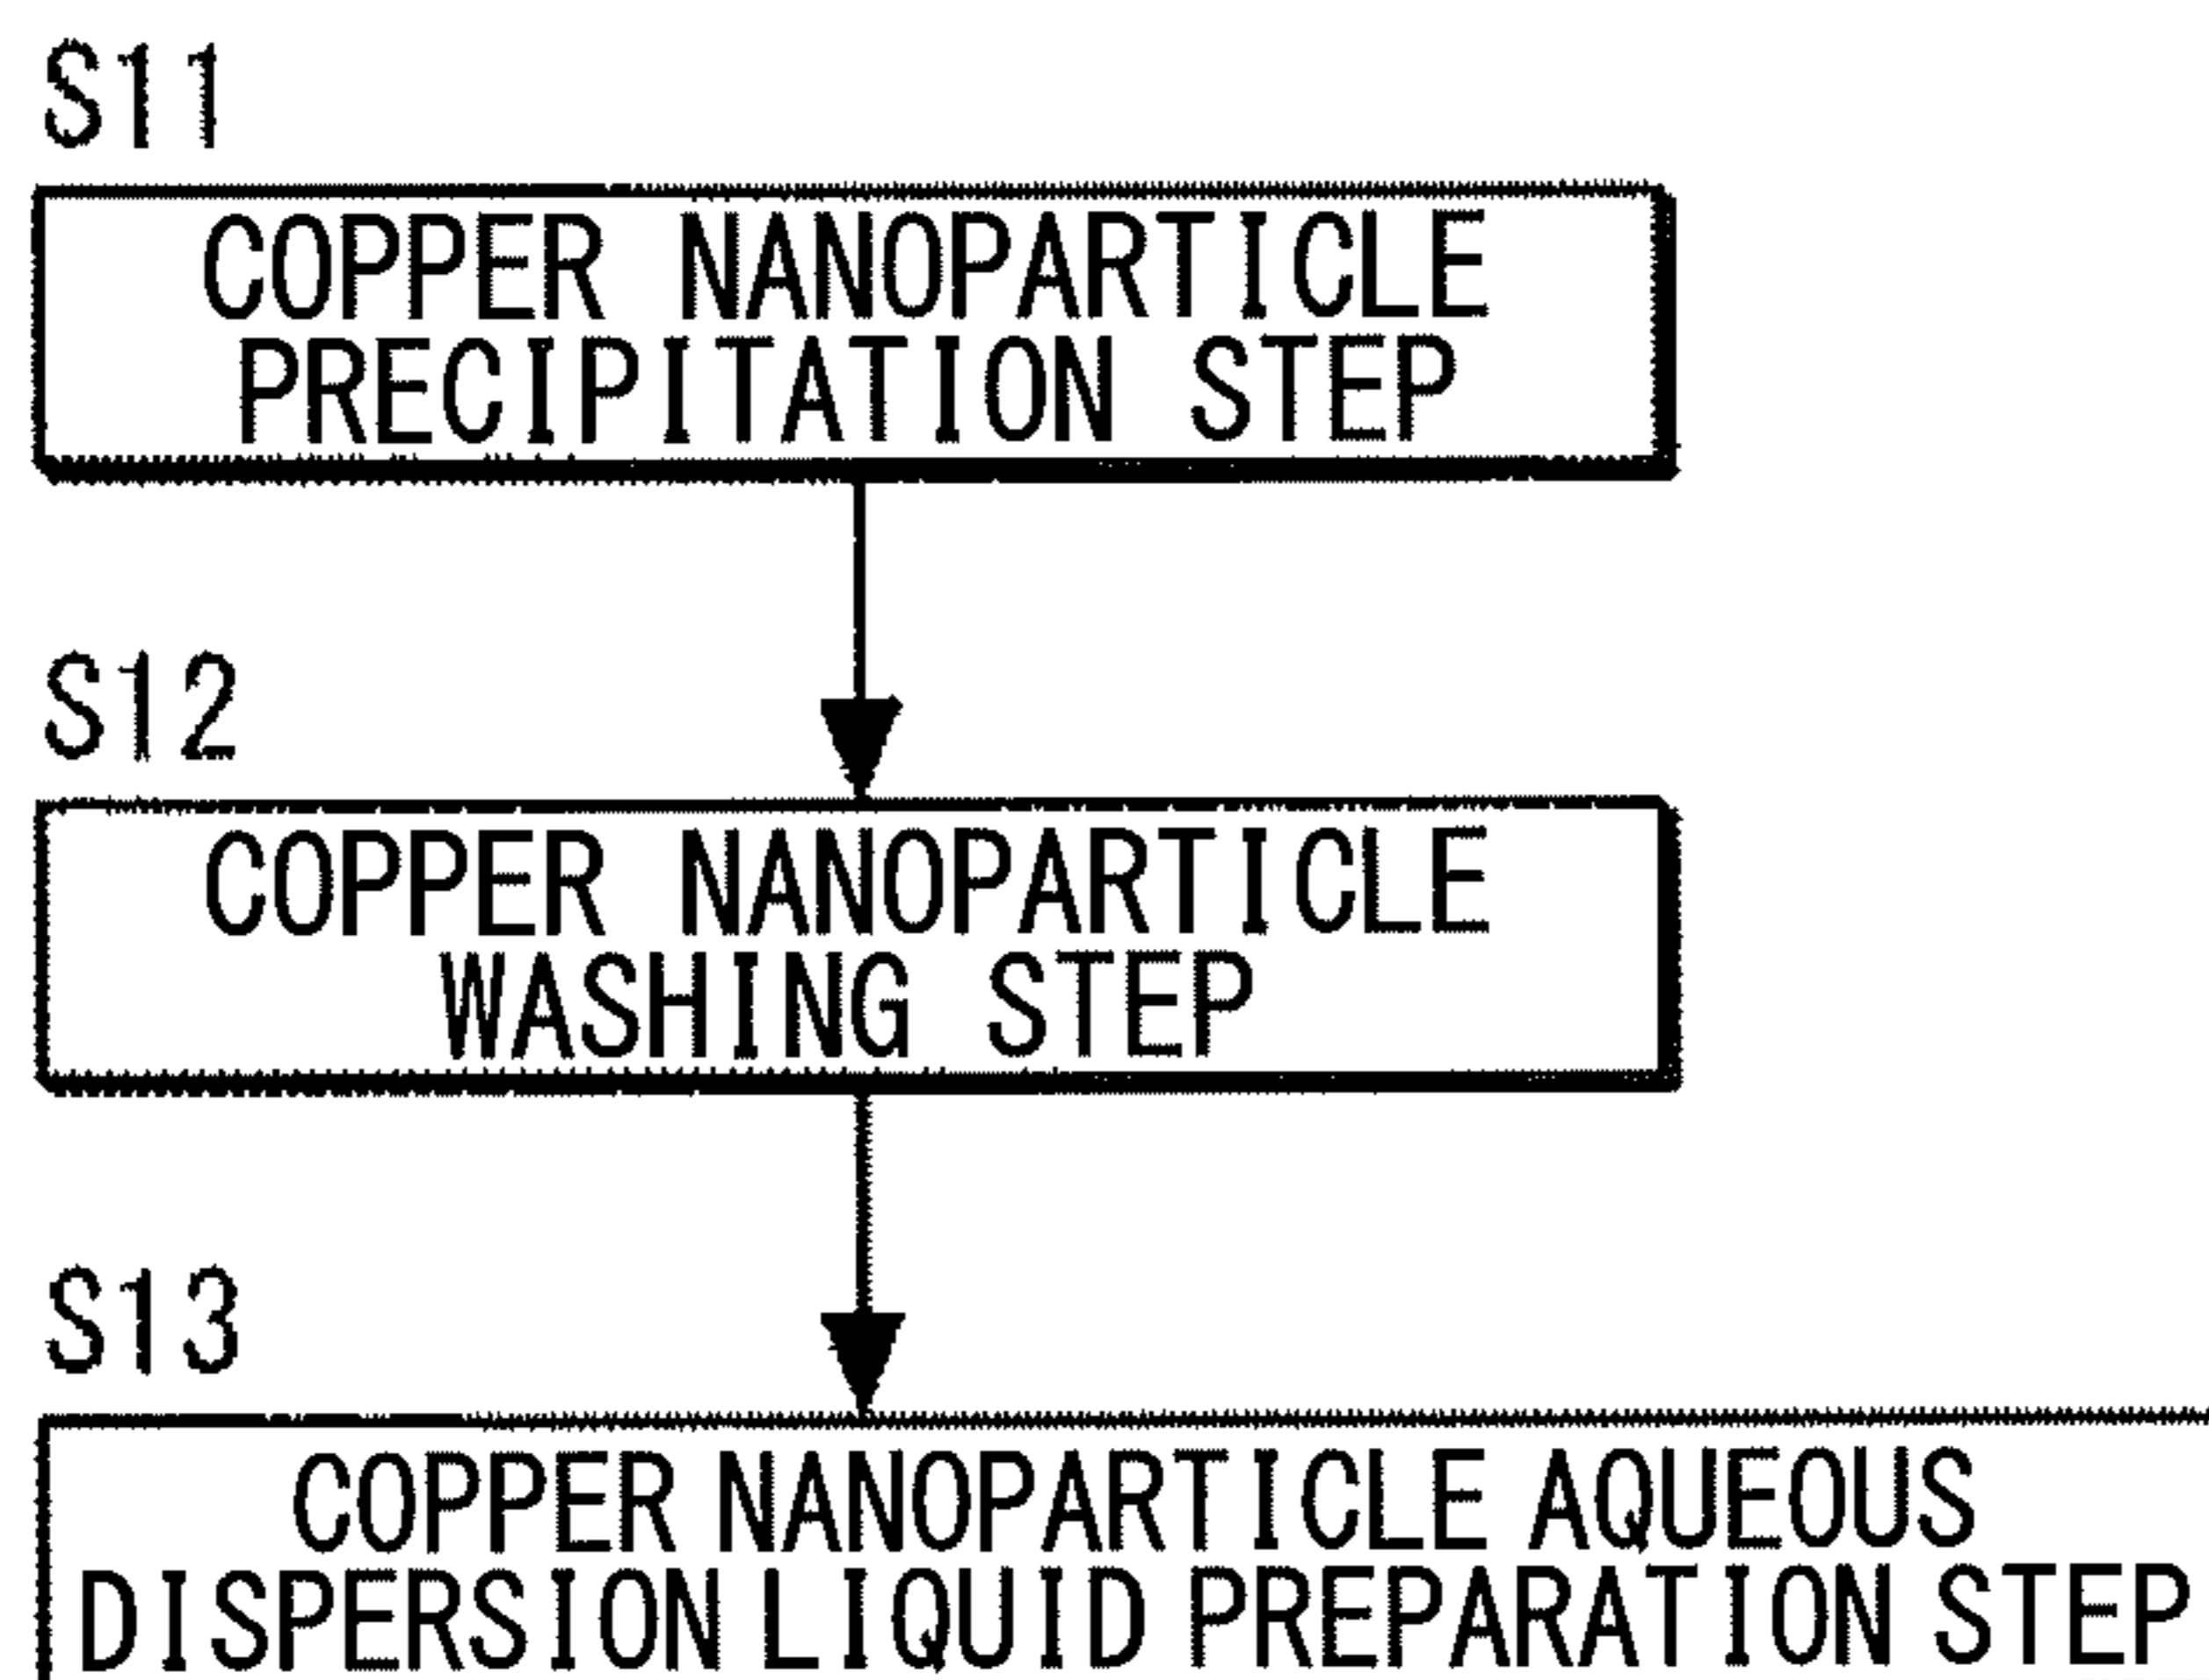 S11
COPPER NANOPARTICLE
PRECIPITATION STEP
S12
COPPER NANOPARTICLE
WASHING STEP
S13
COPPER NANOPARTICLE AQUEOUS
DISPERSION LIQUID PREPARATION STEP